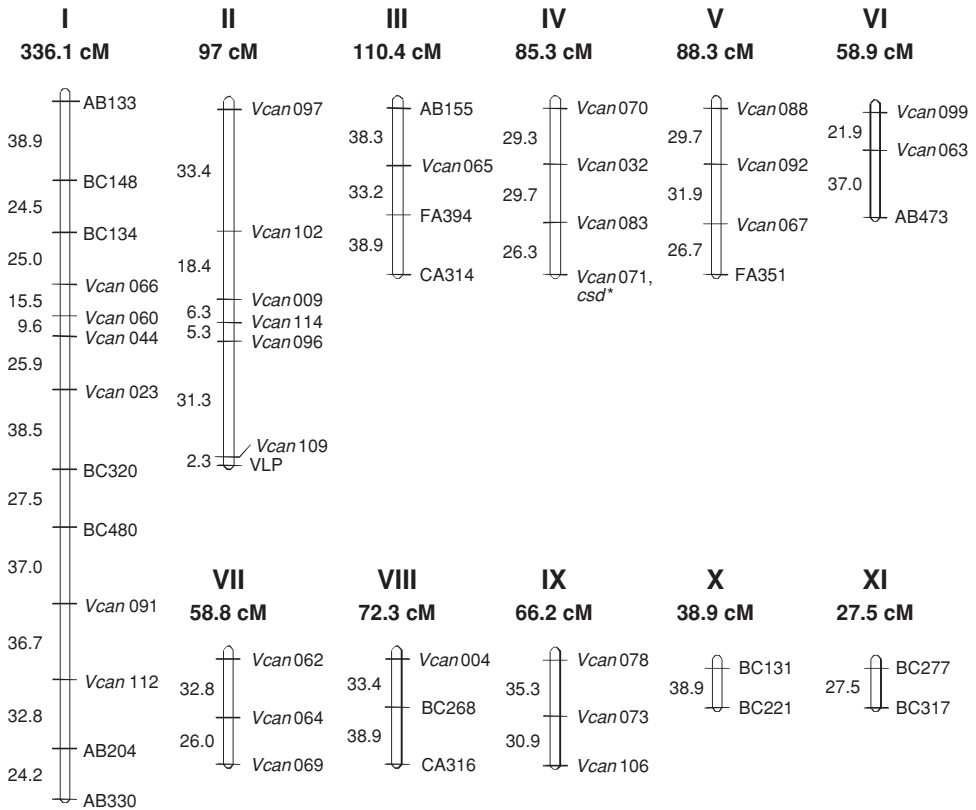 I
336.1 cM
AB133
38.9
BC148
24.5
BC134
25.0
Vcan 066
15.5
Vcan 060
9.6
Vcan 044
25.9
Vcan 023
38.5
BC320
27.5
BC480
37.0
Vcan 091
36.7
Vcan 112
32.8
AB204
24.2
AB330
II
97 cM
Vcan 097
33.4
Vcan 102
18.4
Vcan 009
6.3
Vcan 114
5.3
Vcan 096
31.3
Vcan 109
2.3
VLP
III
110.4 cM
AB155
38.3
Vcan 065
33.2
FA394
38.9
CA314
IV
85.3 cM
Vcan 070
29.3
Vcan 032
29.7
Vcan 083
26.3
Vcan 071,
csd*
V
88.3 cM
Vcan 088
29.7
Vcan 092
31.9
Vcan 067
26.7
FA351
VI
58.9 cM
Vcan 099
21.9
Vcan 063
37.0
AB473
VII
58.8 cM
Vcan 062
32.8
Vcan 064
26.0
Vcan 069
VIII
72.3 cM
Vcan 004
33.4
BC268
38.9
CA316
IX
66.2 cM
Vcan 078
35.3
Vcan 073
30.9
Vcan 106
X
38.9 cM
BC131
38.9
BC221
XI
27.5 cM
BC277
27.5
BC317